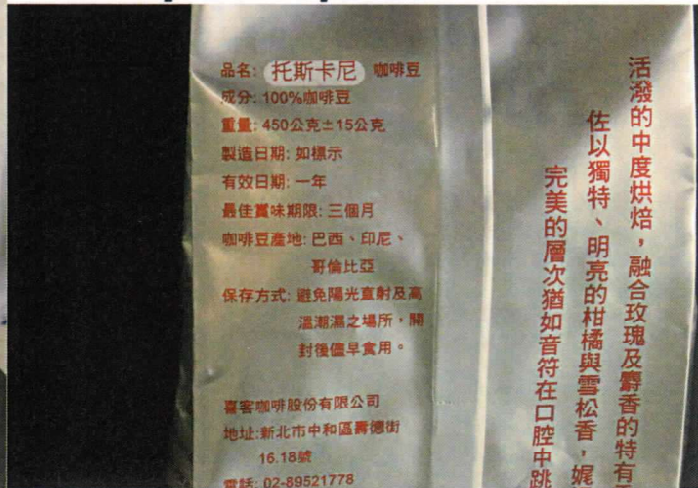 品名: 托斯卡尼 咖啡豆
成分: 100%咖啡豆
重量: 450公克±15公克
製造日期: 如標示
有效日期: 一年
最佳賞味期限: 三個月
咖啡豆產地: 巴西、印尼、
哥倫比亞
保存方式: 避免陽光直射及高
溫潮濕之場所，開
封後儘早食用。
喜客咖啡股份有限公司
地址:新北市中和區壽德街
16.18號
電話: 02-89521778
活潑的中度烘焙，融合玫瑰及麝香的特有
佐以獨特、明亮的柑橘與雪松香，娓
完美的層次猶如音符在口腔中跳